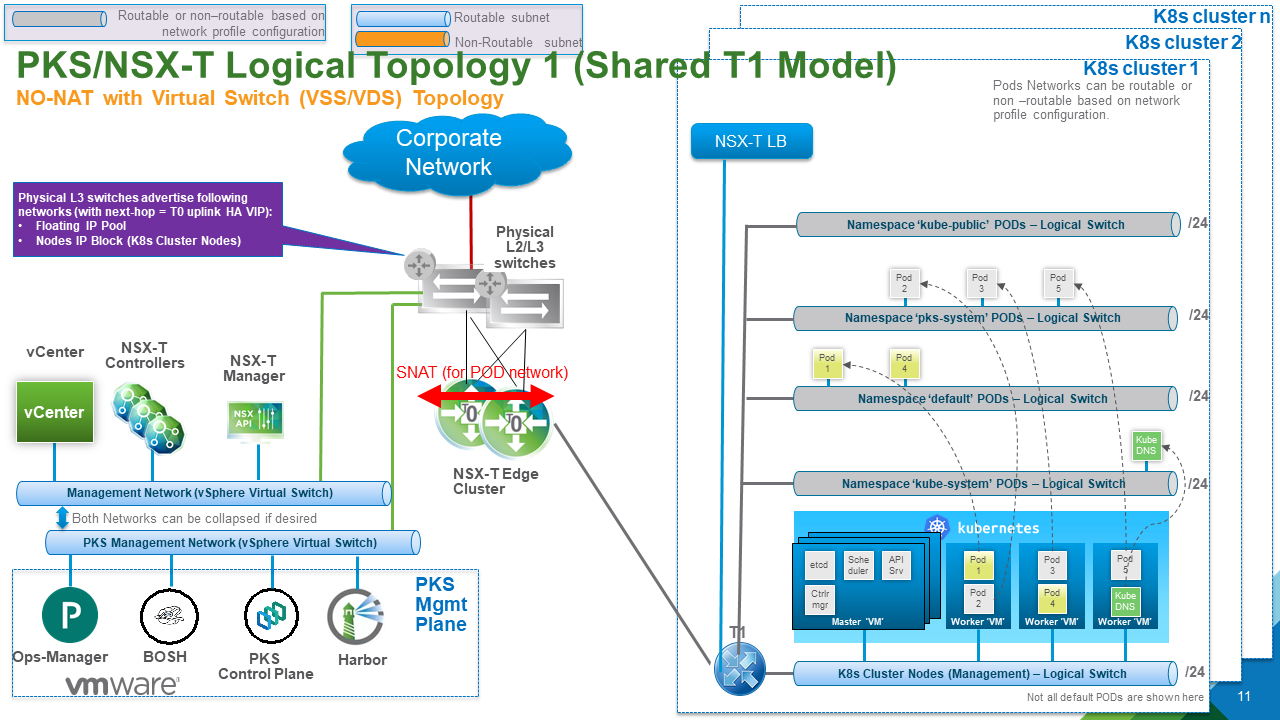 Routable or non–routable based on
network profile configuration
Routable subnet
Non-Routable subnet
K8s cluster n
K8s cluster 2
K8s cluster 1
PKS/NSX-T Logical Topology 1 (Shared T1 Model)
NO-NAT with Virtual Switch (VSS/VDS) Topology
Pods Networks can be routable or
non –routable based on network
profile configuration.
Corporate
Network
NSX-T LB
Physical L3 switches advertise following
networks (with next-hop = T0 uplink HA VIP):
• Floating IP Pool
• Nodes IP Block (K8s Cluster Nodes)
Physical
L2/L3
switches
Namespace ‘kube-public’ PODs – Logical Switch
/24
Pod
2
Pod
3
Pod
5
Namespace ‘pks-system’ PODs – Logical Switch
/24
vCenter
NSX-T
Controllers
NSX-T
Manager
SNAT (for POD network)
Pod
1
Pod
4
vCenter
NSX
API
T0
T0
Namespace ‘default’ PODs – Logical Switch
/24
Kube
DNS
NSX-T Edge
Cluster
Namespace ‘kube-system’ PODs – Logical Switch
/24
Management Network (vSphere Virtual Switch)
Both Networks can be collapsed if desired
PKS Management Network (vSphere Virtual Switch)
kubernetes
etcd
Sche
duler
API
Srv
Ctrlr
mgr
Master ‘VM’
Pod
1
Pod
2
Worker ‘VM’
Pod
3
Pod
4
Worker ‘VM’
Pod
5
Kube
DNS
Worker ‘VM’
PKS
Mgmt
Plane
P
Ops-Manager
BOSH
PKS
Control Plane
Harbor
vmware
T1
K8s Cluster Nodes (Management) – Logical Switch
/24
Not all default PODs are shown here
11